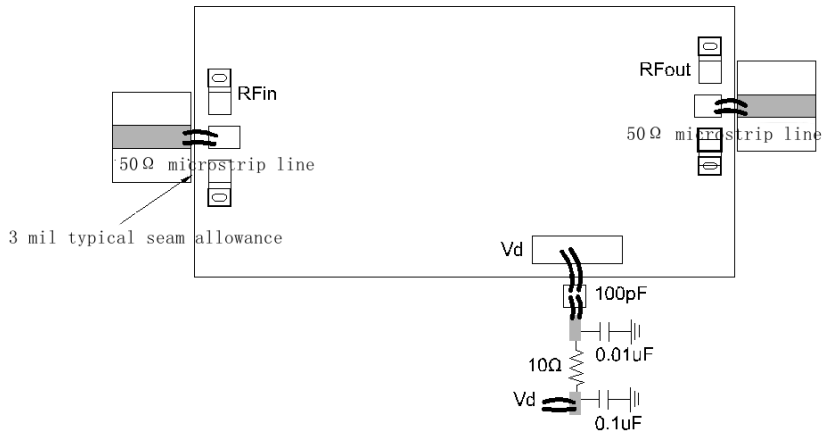 RFin
RFout
50Ω microstrip line
50Ω microstrip line
3 mil typical seam allowance
Vd
100pF
0.01uF
10Ω
Vd
0.1uF